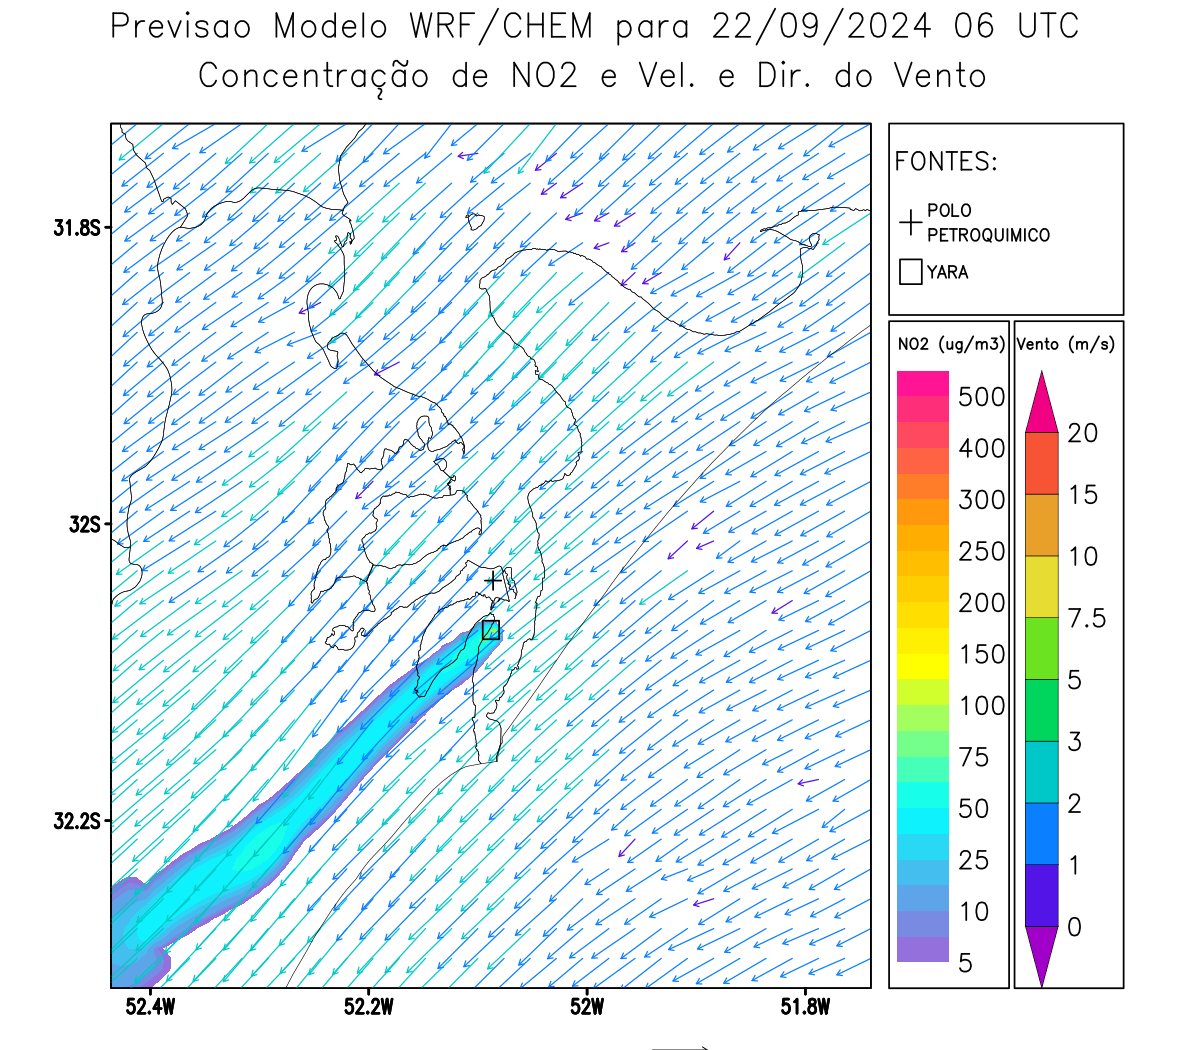 Previsao Modelo WRF/CHEM para 22/09/2024 06 UTC
Concentração de NO2 e Vel. e Dir. do Vento
FONTES:
POLO
PETROQUIMICO
YARA
NO2 (ug/m3)
500
400
300
250
200
150
100
75
50
25
10
5
Vento (m/s)
20
15
10
7.5
5
3
2
1
0
31.8S
32S
32.2S
52.4W
52.2W
52W
51.8W